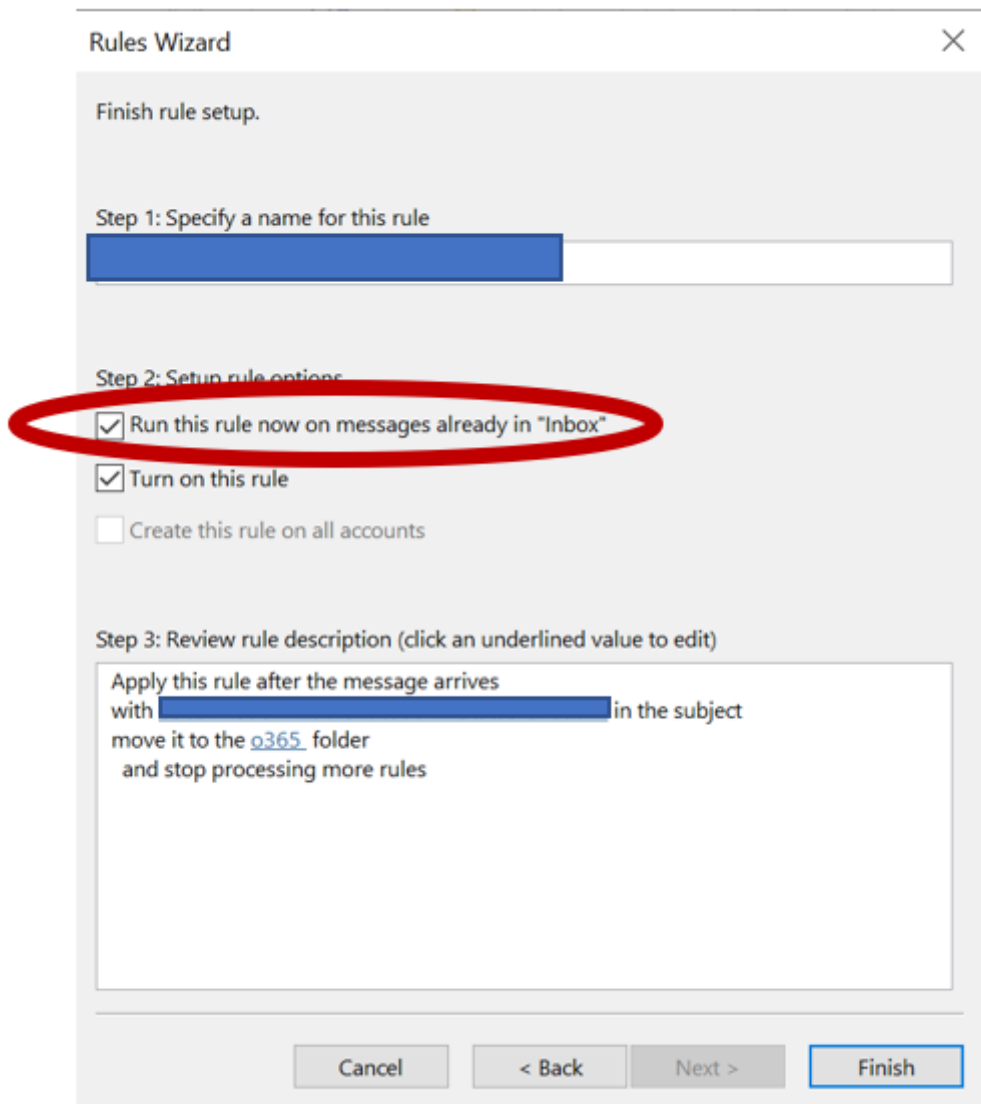 Rules Wizard
Finish rule setup.
Step 1: Specify a name for this rule
Step 2: Setup rule options
Run this rule now on messages already in "Inbox"
Turn on this rule
Create this rule on all accounts
Step 3: Review rule description (click an underlined value to edit)
Apply this rule after the message arrives
with in the subject
move it to the o365 folder
and stop processing more rules
Cancel < Back Next > Finish